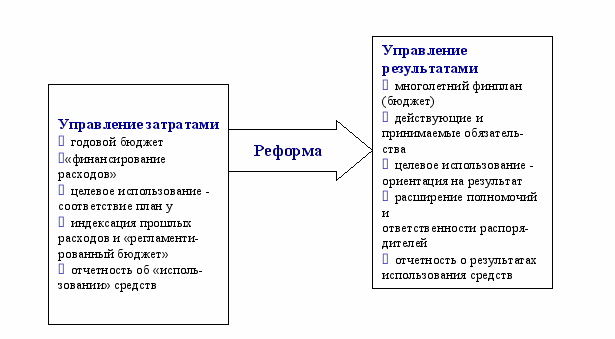 Управление затратами
годовой бюджет
«финансирование
расходов»
целевое использование -
соответствие план у
индексация прошлых
расходов и «регламенти-
рованный бюджет»
отчетность об «исполь-
зовании» средств
Реформа
Управление
результатами
многолетний финплан
(бюджет)
действующие и
принимаемые обязатель-
ства
целевое использование -
ориентация на результат
расширение полномочий
и
ответственности распоря-
дителей
отчетность о результатах
использования средств